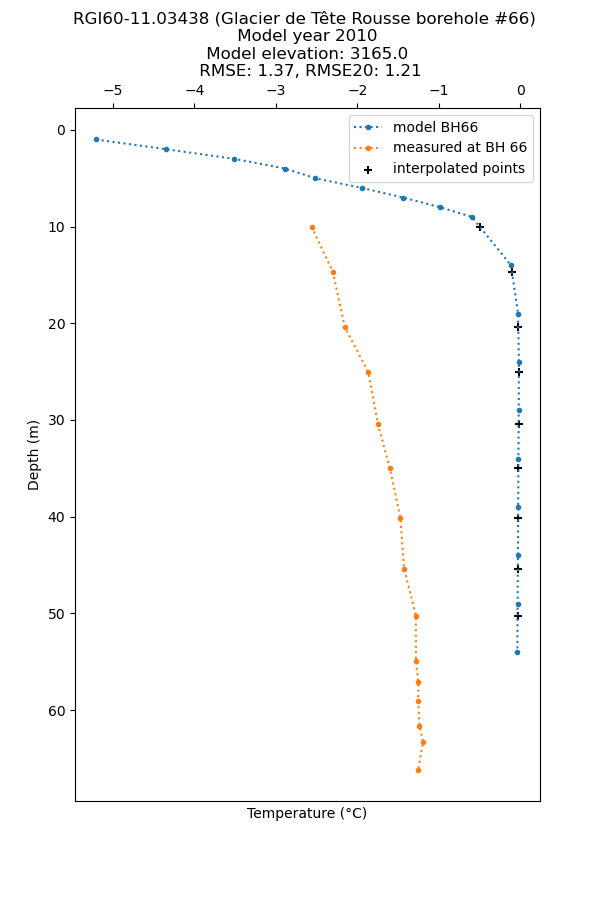 RGI60-11.03438 (Glacier de Tête Rousse borehole #66)
Model year 2010
Model elevation: 3165.0
RMSE: 1.37, RMSE20: 1.21
−5 −4 −3 −2 −1 0
model BH66
measured at BH 66
interpolated points
0
10
20
30
40
50
60
Depth (m)
Temperature (°C)